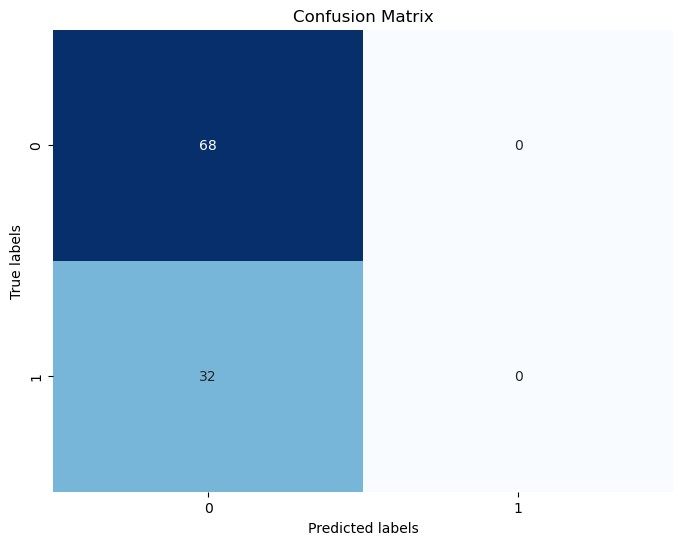 Confusion Matrix
True labels
0
68
0
1
32
0
0
1
Predicted labels